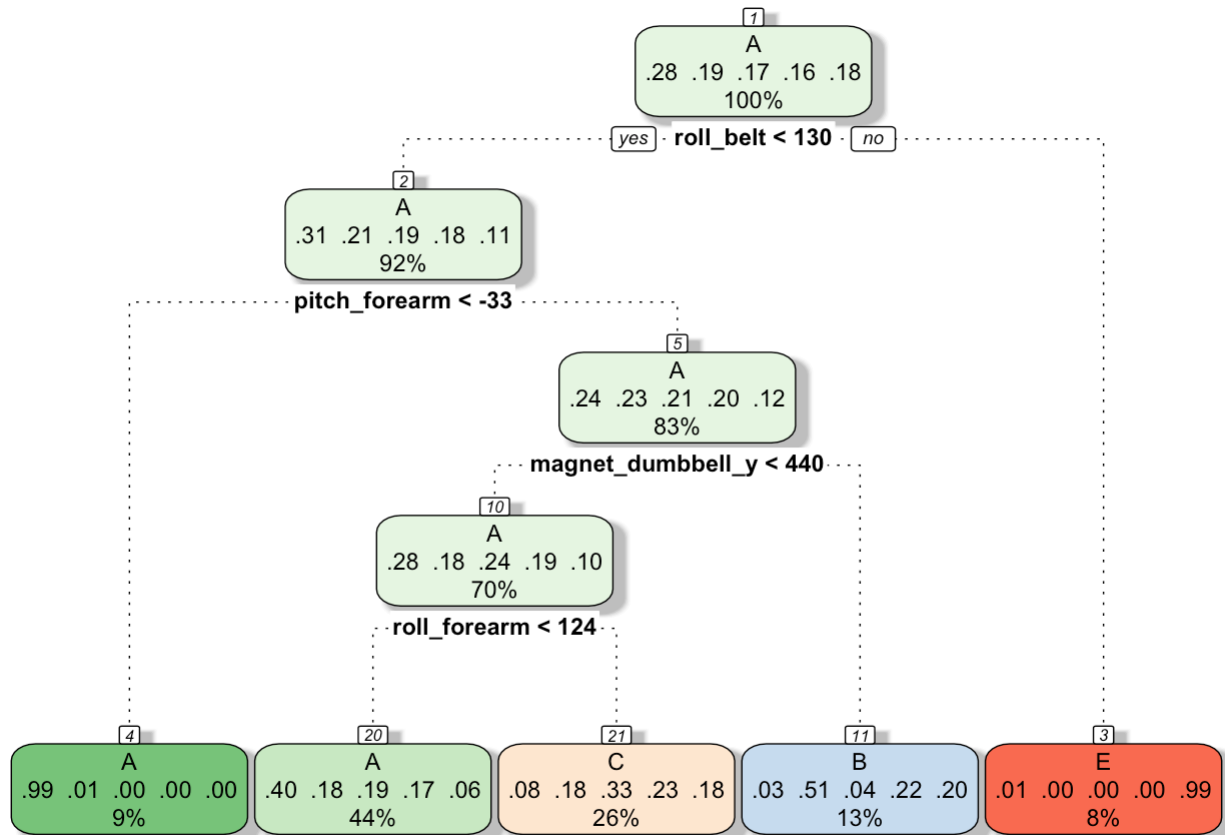 1
A
.28 .19 .17 .16 .18
100%
yes roll_belt < 130 no
2
A
.31 .21 .19 .18 .11
92%
pitch_forearm < -33
5
A
.24 .23 .21 .20 .12
83%
magnet_dumbbell_y < 440
10
A
.28 .18 .24 .19 .10
70%
roll_forearm < 124
4
A
.99 .01 .00 .00 .00
9%
20
A
.40 .18 .19 .17 .06
44%
21
C
.08 .18 .33 .23 .18
26%
11
B
.03 .51 .04 .22 .20
13%
3
E
.01 .00 .00 .00 .99
8%